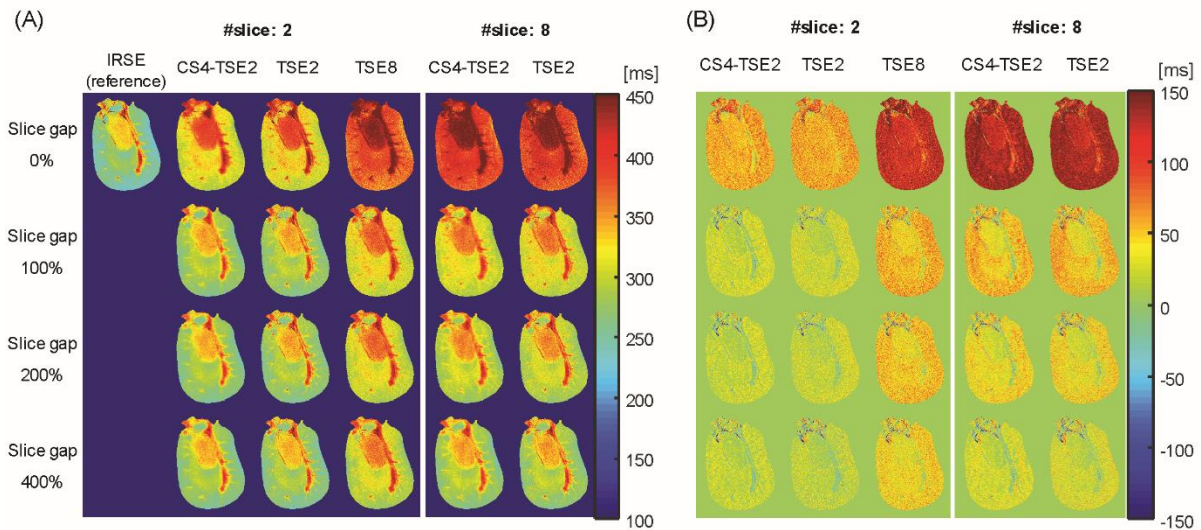 (A)
#slice: 2
#slice: 8
IRSE
(reference)
CS4-TSE2
TSE2
TSE8
CS4-TSE2
TSE2
[ms]
Slice gap
0%
Slice gap
100%
Slice gap
200%
Slice gap
400%
450
400
350
300
250
200
150
100
(B)
#slice: 2
#slice: 8
CS4-TSE2
TSE2
TSE8
CS4-TSE2
TSE2
[ms]
150
100
50
0
-50
-100
-150